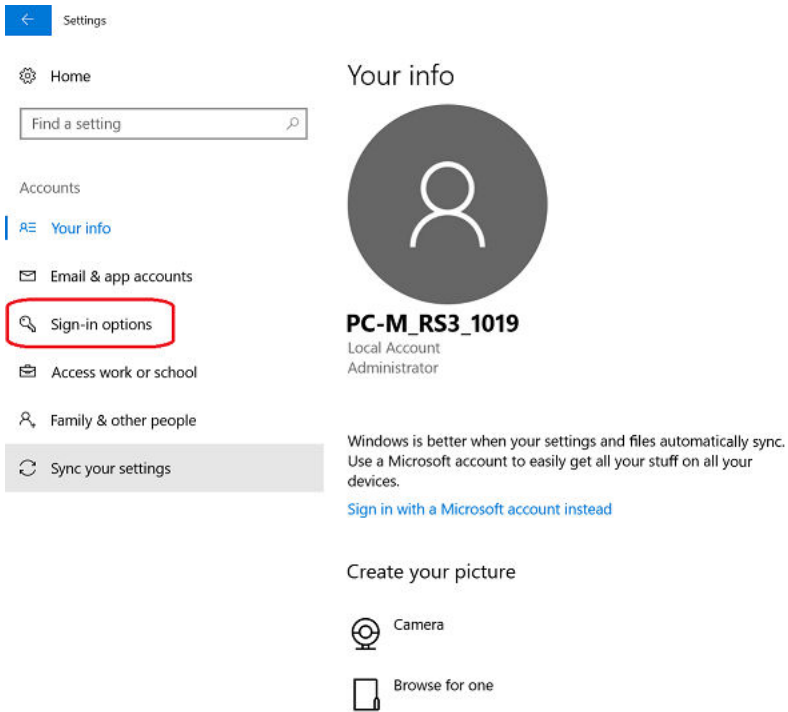 Settings
Home
Find a setting
Accounts
Your info
Email & app accounts
Sign-in options
Access work or school
Family & other people
Sync your settings
Your info
PC-M_RS3_1019
Local Account
Administrator
Windows is better when your settings and files automatically sync.
Use a Microsoft account to easily get all your stuff on all your
devices.
Sign in with a Microsoft account instead
Create your picture
Camera
Browse for one